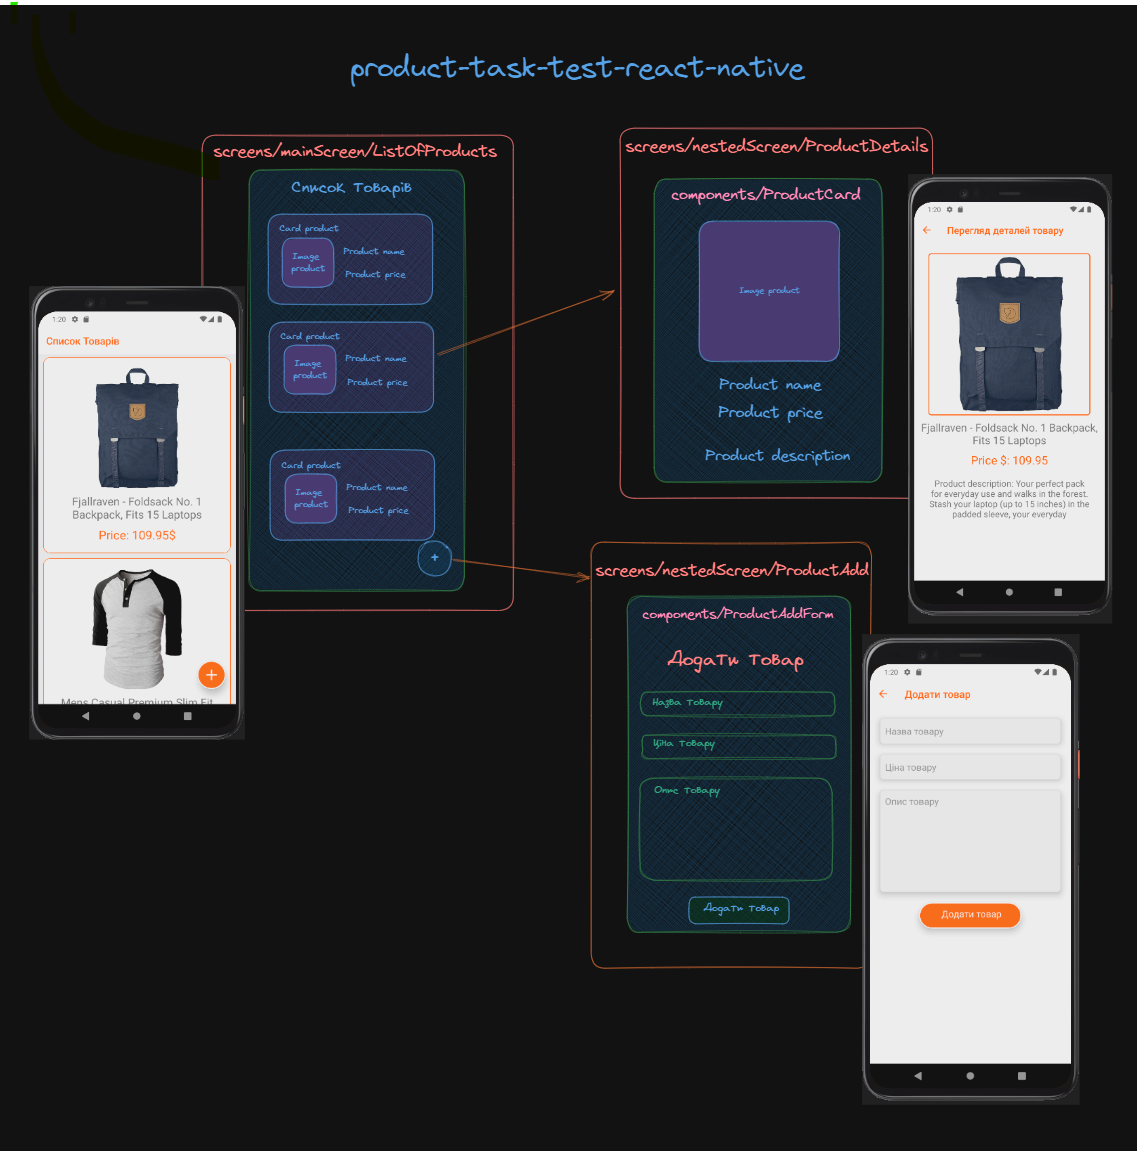 product-task-test-react-native
screens/mainScreen/ListOfProducts
Список Товарів
Card product
Image
product
Product name
Product price
Card product
Image
product
Product name
Product price
Card product
Image
product
Product name
Product price
+
1:20
Список Товарів
Fjallraven - Foldsack No. 1
Backpack, Fits 15 Laptops
Price: 109.95$
Mens Casual Premium Slim Fit
+
screens/nestedScreen/ProductDetails
components/ProductCard
Image product
Product name
Product price
Product description
1:20
Перегляд деталей товару
Fjallraven - Foldsack No. 1 Backpack,
Fits 15 Laptops
Price $: 109.95
Product description: Your perfect pack
for everyday use and walks in the forest.
Stash your laptop (up to 15 inches) in the
padded sleeve, your everyday
screens/nestedScreen/ProductAdd
components/ProductAddForm
Додати товар
Назва товару
Ціна товару
Опис товару
Додати товар
1:20
Додати товар
Назва товару
Ціна товару
Опис товару
Додати товар